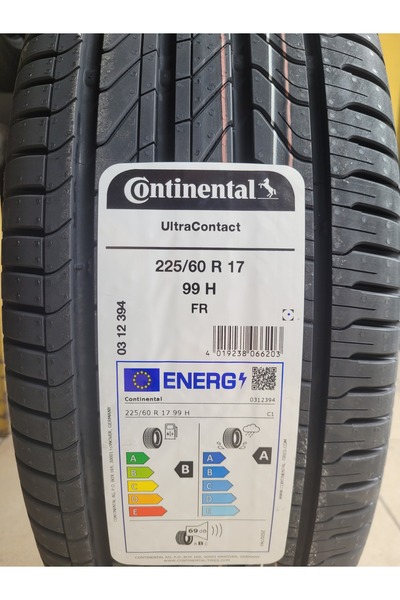 Continental
UltraContact
225/60 R 17
99 H
FR
03 12 394
4 019238 066203
ENERG
Continental
0312394
225/60 R 17 99 H
C1
A
B
C
D
E
B
A
B
C
D
E
A
69 dB
B